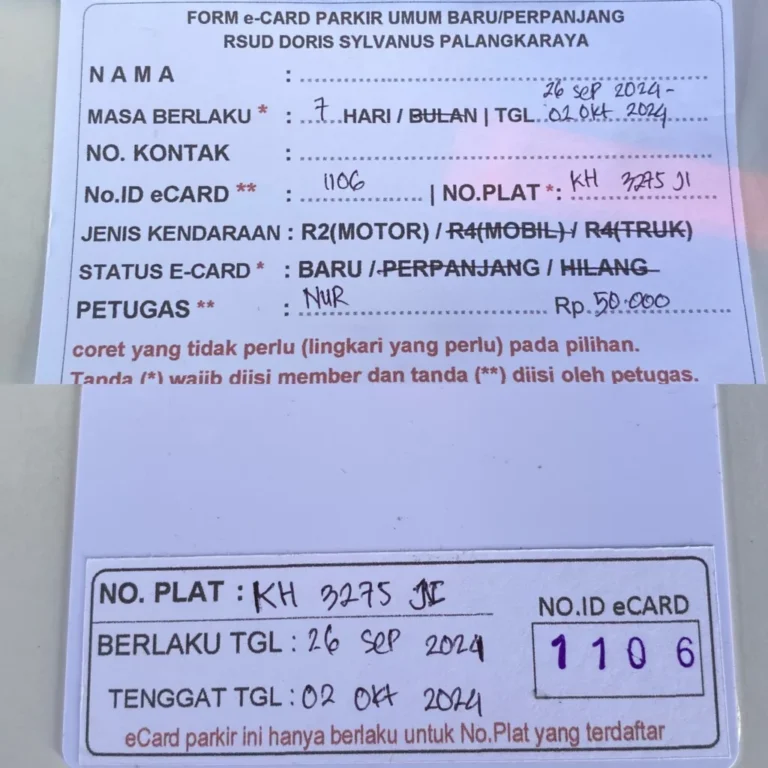 FORM e-CARD PARKIR UMUM BARU/PERPANJANG
RSUD DORIS SYLVANUS PALANGKARAYA
NAMA :
26 Sep 2024 -
MASA BERLAKU * : 7 HARI / BULAN | TGL 02 Okt 2024
NO. KONTAK :
No.ID eCARD ** : 1106 | NO.PLAT *: KH 3275 JI
JENIS KENDARAAN : R2(MOTOR) / R4(MOBIL) / R4(TRUK)
STATUS E-CARD * : BARU / PERPANJANG / HILANG
PETUGAS ** : NUR Rp. 50.000
coret yang tidak perlu (lingkari yang perlu) pada pilihan.
Tanda (*) wajib diisi member dan tanda (**) diisi oleh petugas.
NO. PLAT : KH 3275 JI
NO.ID eCARD
BERLAKU TGL : 26 Sep 2024
1106
TENGGAT TGL : 02 Okt 2024
eCard parkir ini hanya berlaku untuk No.Plat yang terdaftar